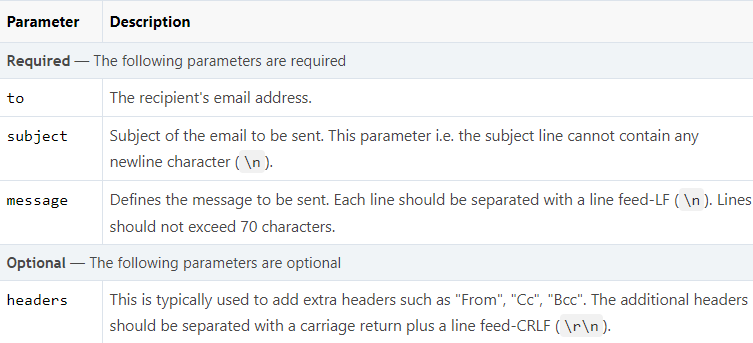 Parameter Description
Required — The following parameters are required
to The recipient's email address.
subject Subject of the email to be sent. This parameter i.e. the subject line cannot contain any
newline character (\n).
message Defines the message to be sent. Each line should be separated with a line feed-LF (\n). Lines
should not exceed 70 characters.
Optional — The following parameters are optional
headers This is typically used to add extra headers such as "From", "Cc", "Bcc". The additional headers
should be separated with a carriage return plus a line feed-CRLF (\r\n).